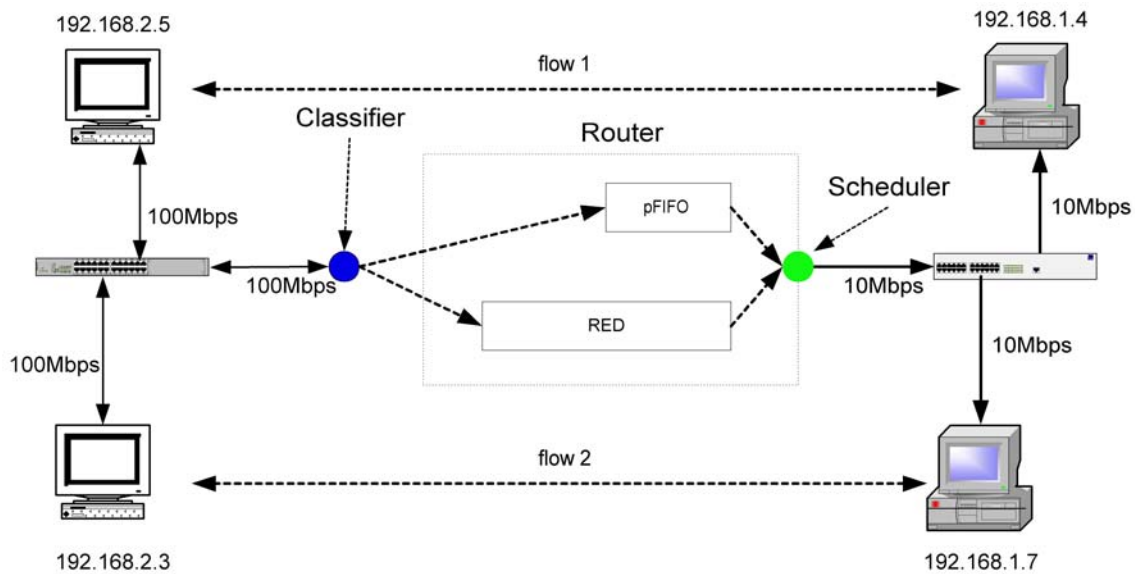 192.168.2.5
192.168.1.4
flow 1
Classifier
Router
Scheduler
100Mbps
pFIFO
10Mbps
100Mbps
10Mbps
RED
100Mbps
10Mbps
flow 2
192.168.2.3
192.168.1.7